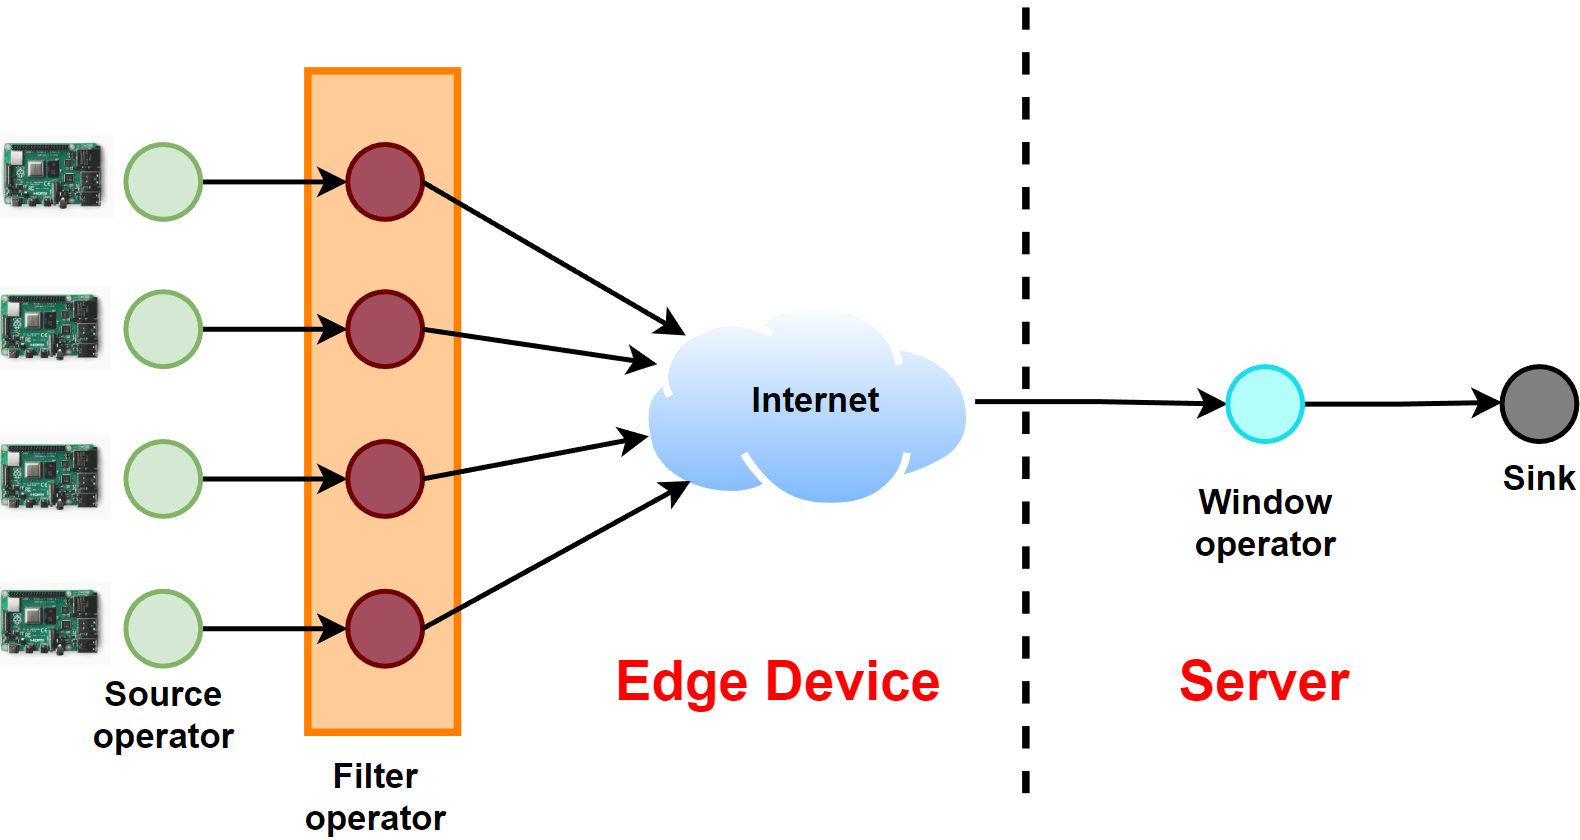 Internet
Sink
Window
operator
Edge Device
Server
Source
operator
Filter
operator